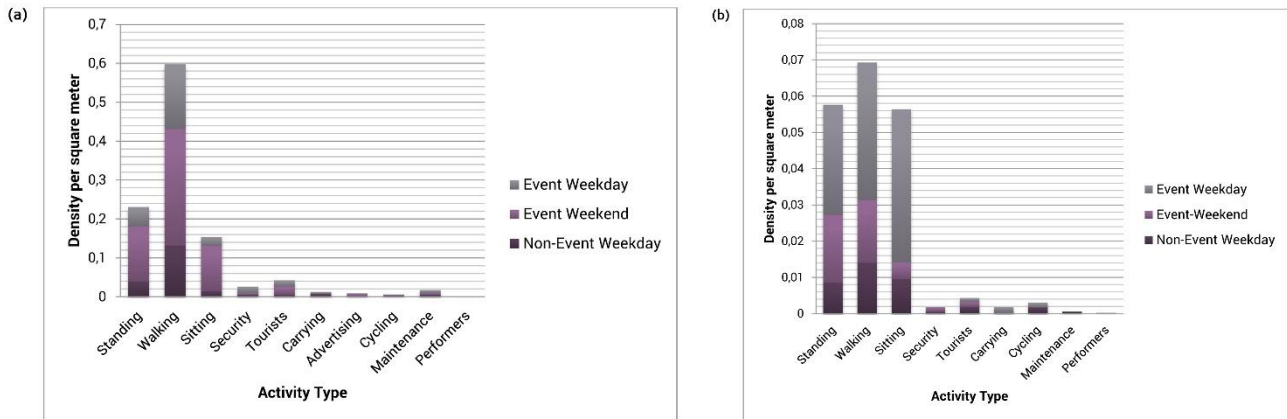 (a)
Density per square meter
0,7
0,6
0,5
0,4
0,3
0,2
0,1
0
Standing
Walking
Sitting
Security
Tourists
Carrying
Advertising
Cycling
Maintenance
Performers
Activity Type
Event Weekday
Event Weekend
Non-Event Weekday
(b)
Density per square meter
0,08
0,07
0,06
0,05
0,04
0,03
0,02
0,01
0
Standing
Walking
Sitting
Security
Tourists
Carrying
Cycling
Maintenance
Performers
Activity Type
Event Weekday
Event-Weekend
Non-Event Weekday